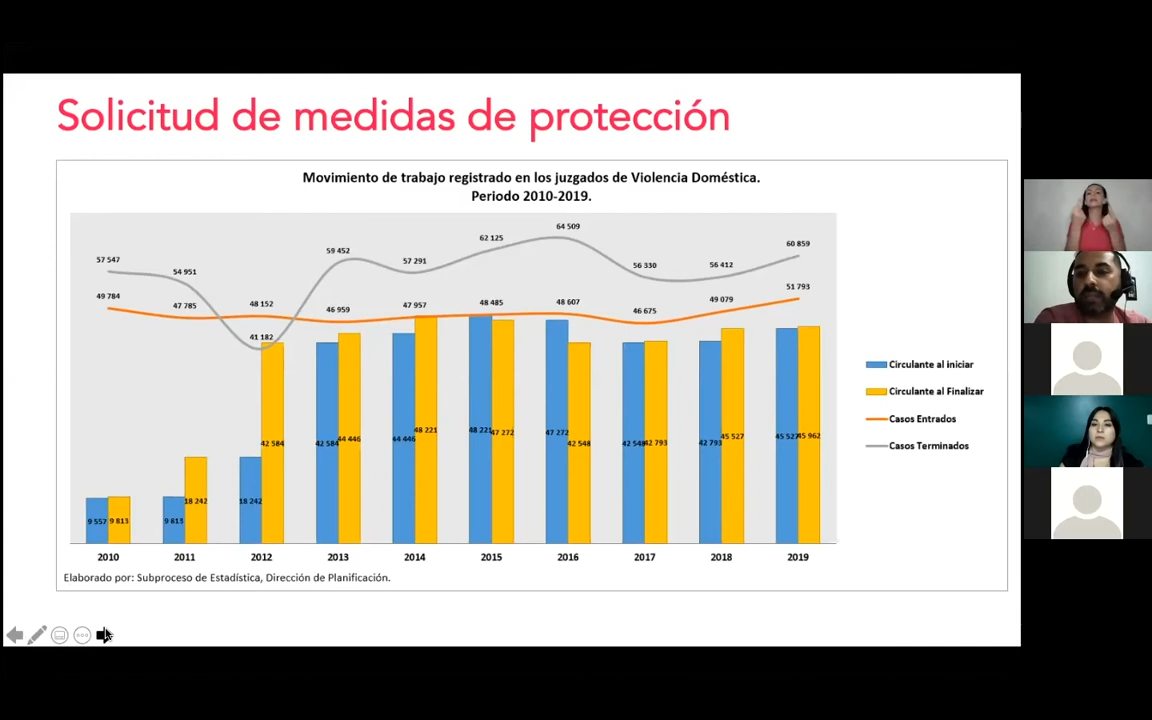 Solicitud de medidas de protección
Movimiento de trabajo registrado en los juzgados de Violencia Doméstica.
Periodo 2010-2019.
57 547
54 951
41 182
59 452
57 291
62 125
64 509
56 330
56 412
60 859
49 784
47 785
48 152
46 959
47 957
48 485
48 607
46 675
49 079
51 793
9 557 9 813
9 813 18 242
18 242 42 584
42 584 44 446
44 446 48 221
48 221 47 272
47 272 42 548
42 548 42 793
42 793 45 527
45 527 45 962
2010 2011 2012 2013 2014 2015 2016 2017 2018 2019
Circulante al iniciar
Circulante al Finalizar
Casos Entrados
Casos Terminados
Elaborado por: Subproceso de Estadística, Dirección de Planificación.